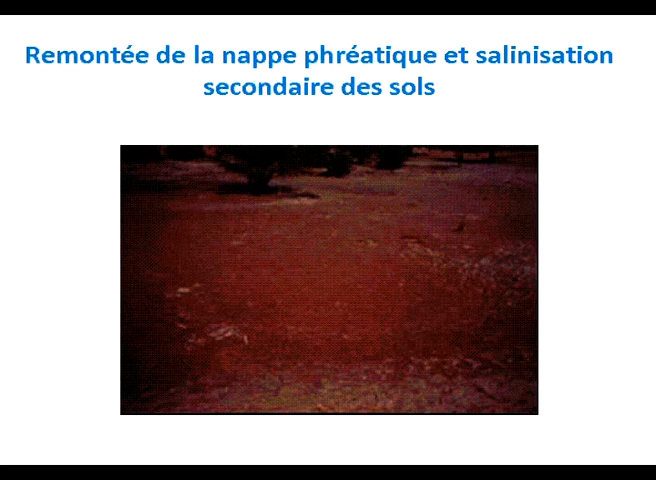 Remontée de la nappe phréatique et salinisation
secondaire des sols